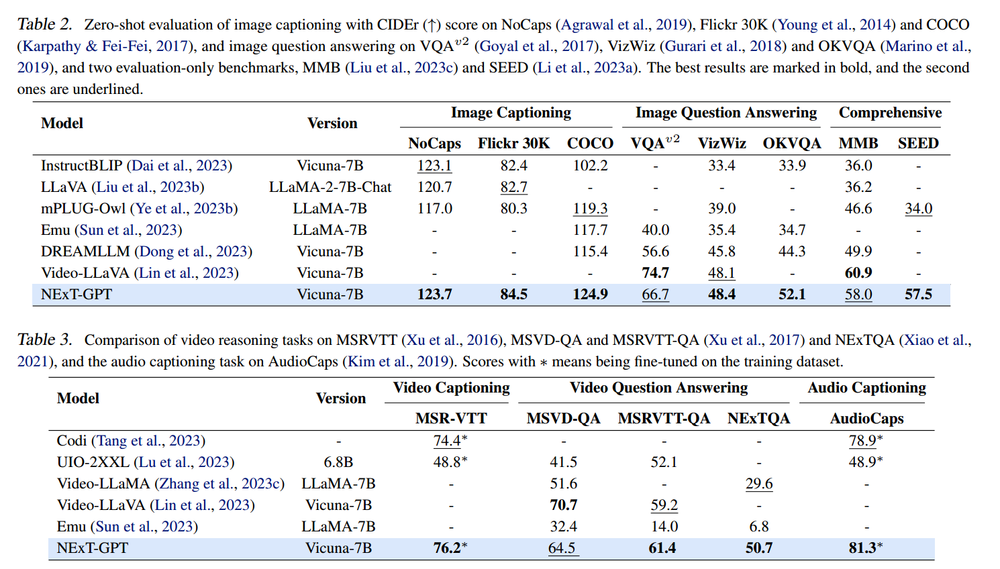 Table 2. Zero-shot evaluation of image captioning with CIDEr (↑) score on NoCaps (Agrawal et al., 2019), Flickr 30K (Young et al., 2014) and COCO
(Karpathy & Fei-Fei, 2017), and image question answering on VQAv2 (Goyal et al., 2017), VizWiz (Gurari et al., 2018) and OKVQA (Marino et al.,
2019), and two evaluation-only benchmarks, MMB (Liu et al., 2023c) and SEED (Li et al., 2023a). The best results are marked in bold, and the second
ones are underlined.
Model Version Image Captioning Image Question Answering Comprehensive
NoCaps Flickr 30K COCO VQAv2 VizWiz OKVQA MMB SEED
InstructBLIP (Dai et al., 2023) Vicuna-7B 123.1 82.4 102.2 - 33.4 33.9 36.0 -
LLaVA (Liu et al., 2023b) LLaMA-2-7B-Chat 120.7 82.7 - - - - 36.2 -
mPLUG-Owl (Ye et al., 2023b) LLaMA-7B 117.0 80.3 119.3 - 39.0 - 46.6 34.0
Emu (Sun et al., 2023) LLaMA-7B - - 117.7 40.0 35.4 34.7 - -
DREAMLLM (Dong et al., 2023) Vicuna-7B - - 115.4 56.6 45.8 44.3 49.9 -
Video-LLaVA (Lin et al., 2023) Vicuna-7B - - - 74.7 48.1 - 60.9 -
NExT-GPT Vicuna-7B 123.7 84.5 124.9 66.7 48.4 52.1 58.0 57.5
Table 3. Comparison of video reasoning tasks on MSRVTT (Xu et al., 2016), MSVD-QA and MSRVTT-QA (Xu et al., 2017) and NExTQA (Xiao et al.,
2021), and the audio captioning task on AudioCaps (Kim et al., 2019). Scores with * means being fine-tuned on the training dataset.
Model Version Video Captioning Video Question Answering Audio Captioning
MSR-VTT MSVD-QA MSRVTT-QA NExTQA AudioCaps
Codi (Tang et al., 2023) - 74.4* - - - 78.9*
UIO-2XXL (Lu et al., 2023) 6.8B 48.8* 41.5 52.1 - 48.9*
Video-LLaMA (Zhang et al., 2023c) LLaMA-7B - 51.6 - 29.6 -
Video-LLaVA (Lin et al., 2023) Vicuna-7B - 70.7 59.2 - -
Emu (Sun et al., 2023) LLaMA-7B - 32.4 14.0 6.8 -
NExT-GPT Vicuna-7B 76.2* 64.5 61.4 50.7 81.3*